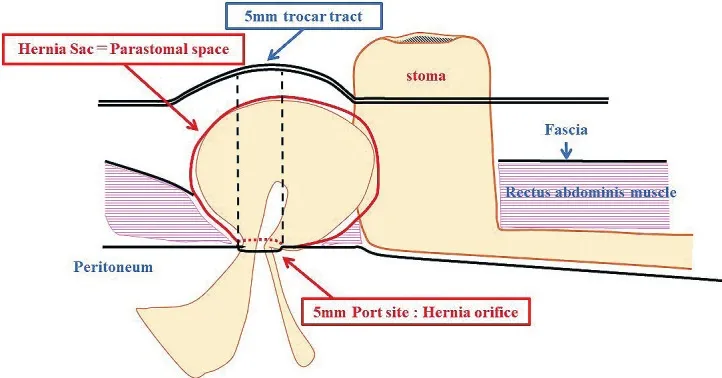 5mm trocar tract
Hernia Sac＝Parastomal space
stoma
Fascia
Rectus abdominis muscle
Peritoneum
5mm Port site : Hernia orifice